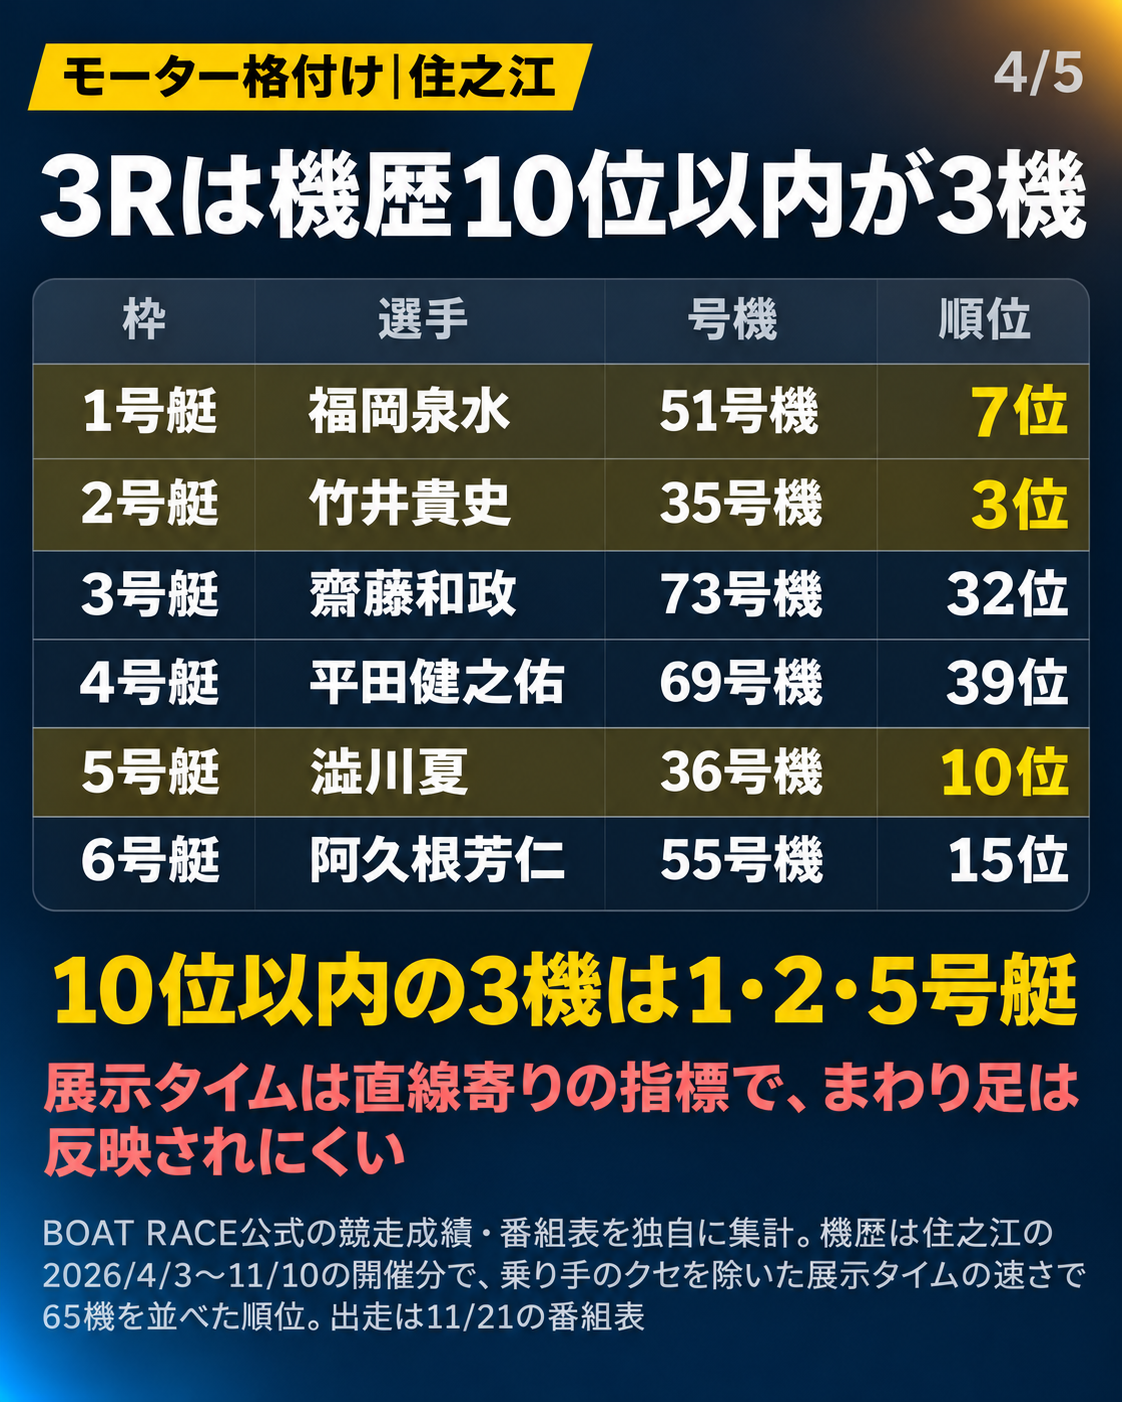 モーター格付け|住之江
4/5
3Rは機歴10位以内が3機
枠 選手 号機 順位
1号艇 福岡泉水 51号機 7位
2号艇 竹井貴史 35号機 3位
3号艇 齋藤和政 73号機 32位
4号艇 平田健之佑 69号機 39位
5号艇 澁川夏 36号機 10位
6号艇 阿久根芳仁 55号機 15位
10位以内の3機は1・2・5号艇
展示タイムは直線寄りの指標で、まわり足は
反映されにくい
BOAT RACE公式の競走成績・番組表を独自に集計。機歴は住之江の
2026/4/3〜11/10の開催分で、乗り手のクセを除いた展示タイムの速さで
65機を並べた順位。出走は11/21の番組表